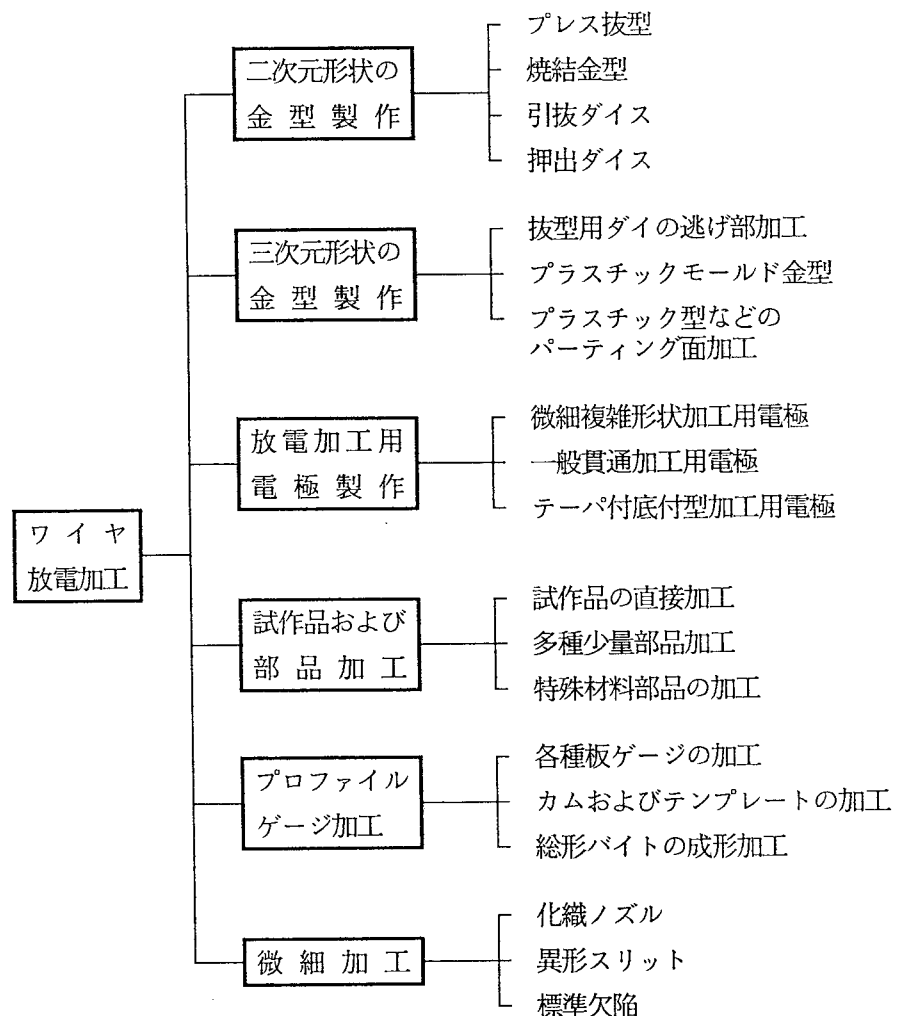 ワイヤ
放電加工
二次元形状の
金型製作
プレス抜型
焼結金型
引抜ダイス
押出ダイス
三次元形状の
金型製作
抜型用ダイの逃げ部加工
プラスチックモールド金型
プラスチック型などの
パーティング面加工
放電加工用
電極製作
微細複雑形状加工用電極
一般貫通加工用電極
テーパ付底付型加工用電極
試作品および
部品加工
試作品の直接加工
多種少量部品加工
特殊材料部品の加工
プロファイル
ゲージ加工
各種板ゲージの加工
カムおよびテンプレートの加工
総形バイトの成形加工
微細加工
化繊ノズル
異形スリット
標準欠陥